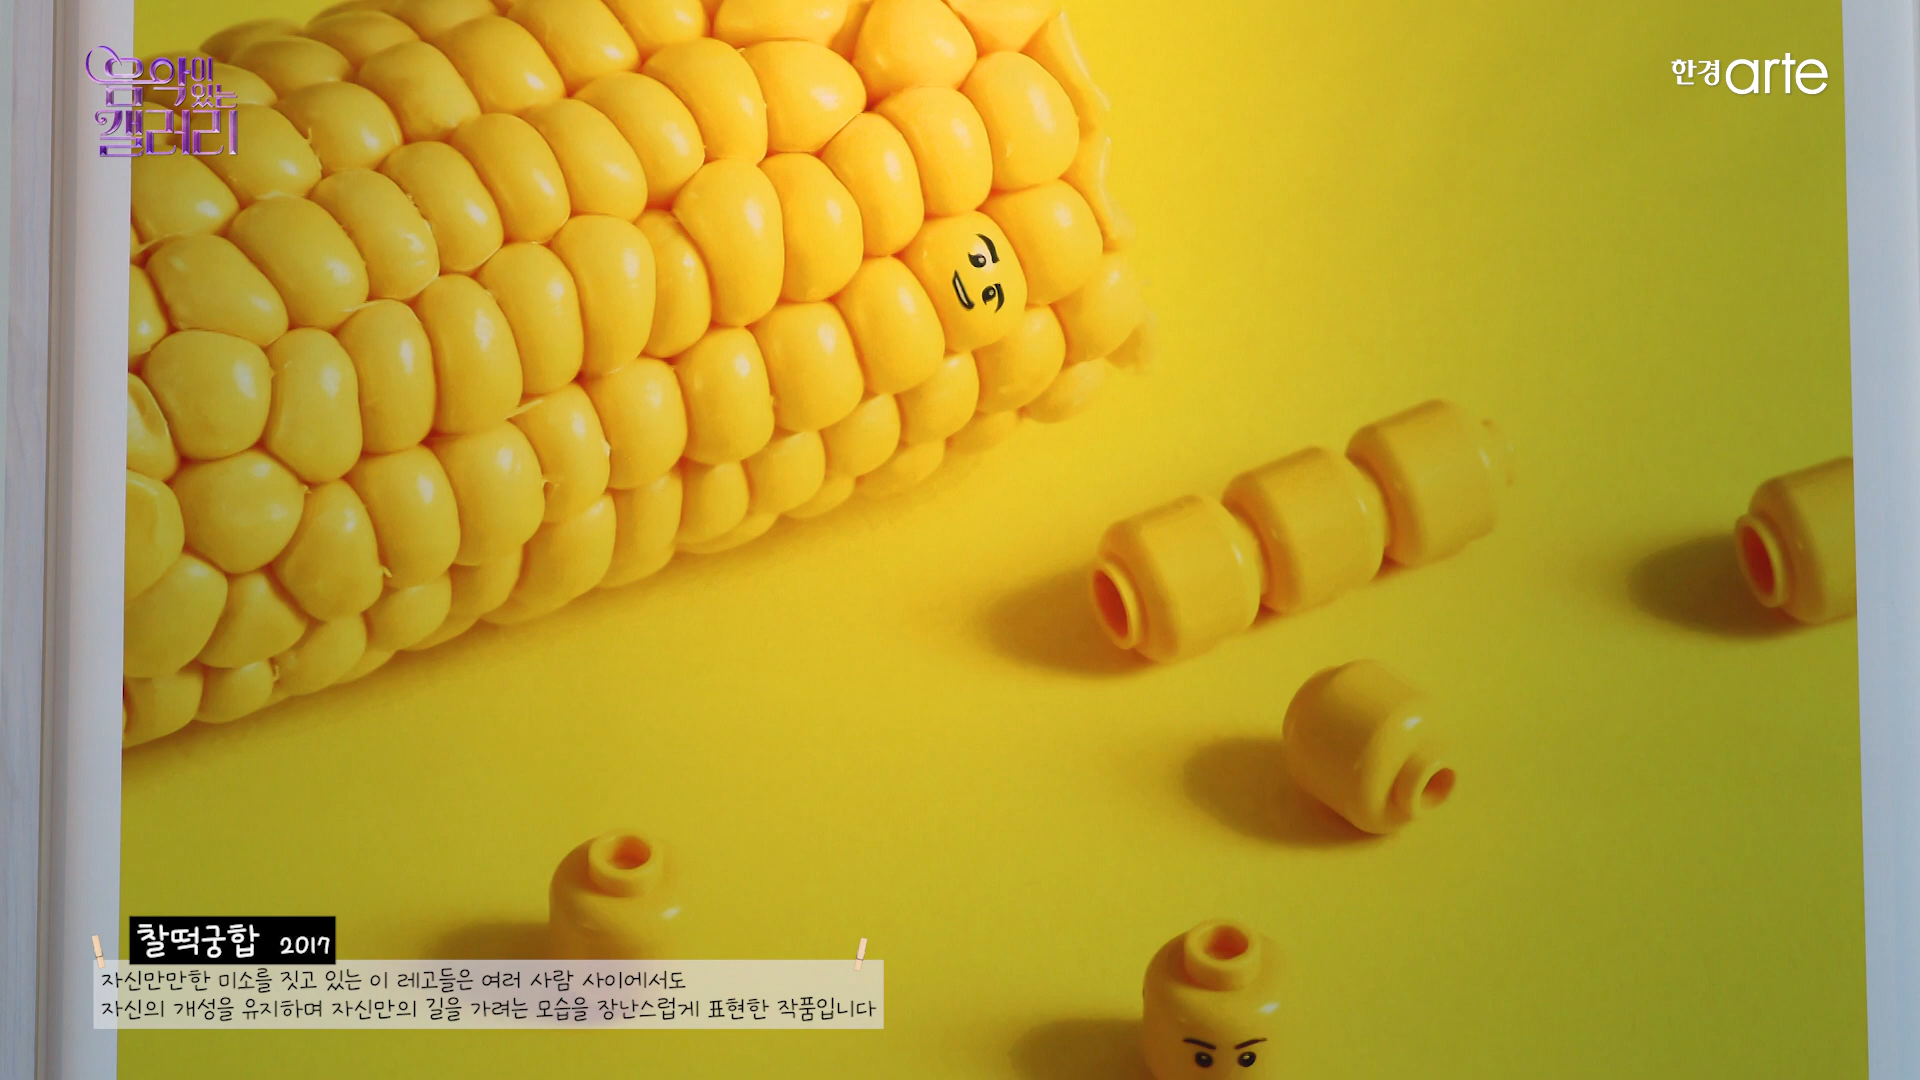 음악이
있는
갤러리
한경arte
찰떡궁합 2017
자신만만한 미소를 짓고 있는 이 레고들은 여러 사람 사이에서도
자신의 개성을 유지하며 자신만의 길을 가려는 모습을 장난스럽게 표현한 작품입니다